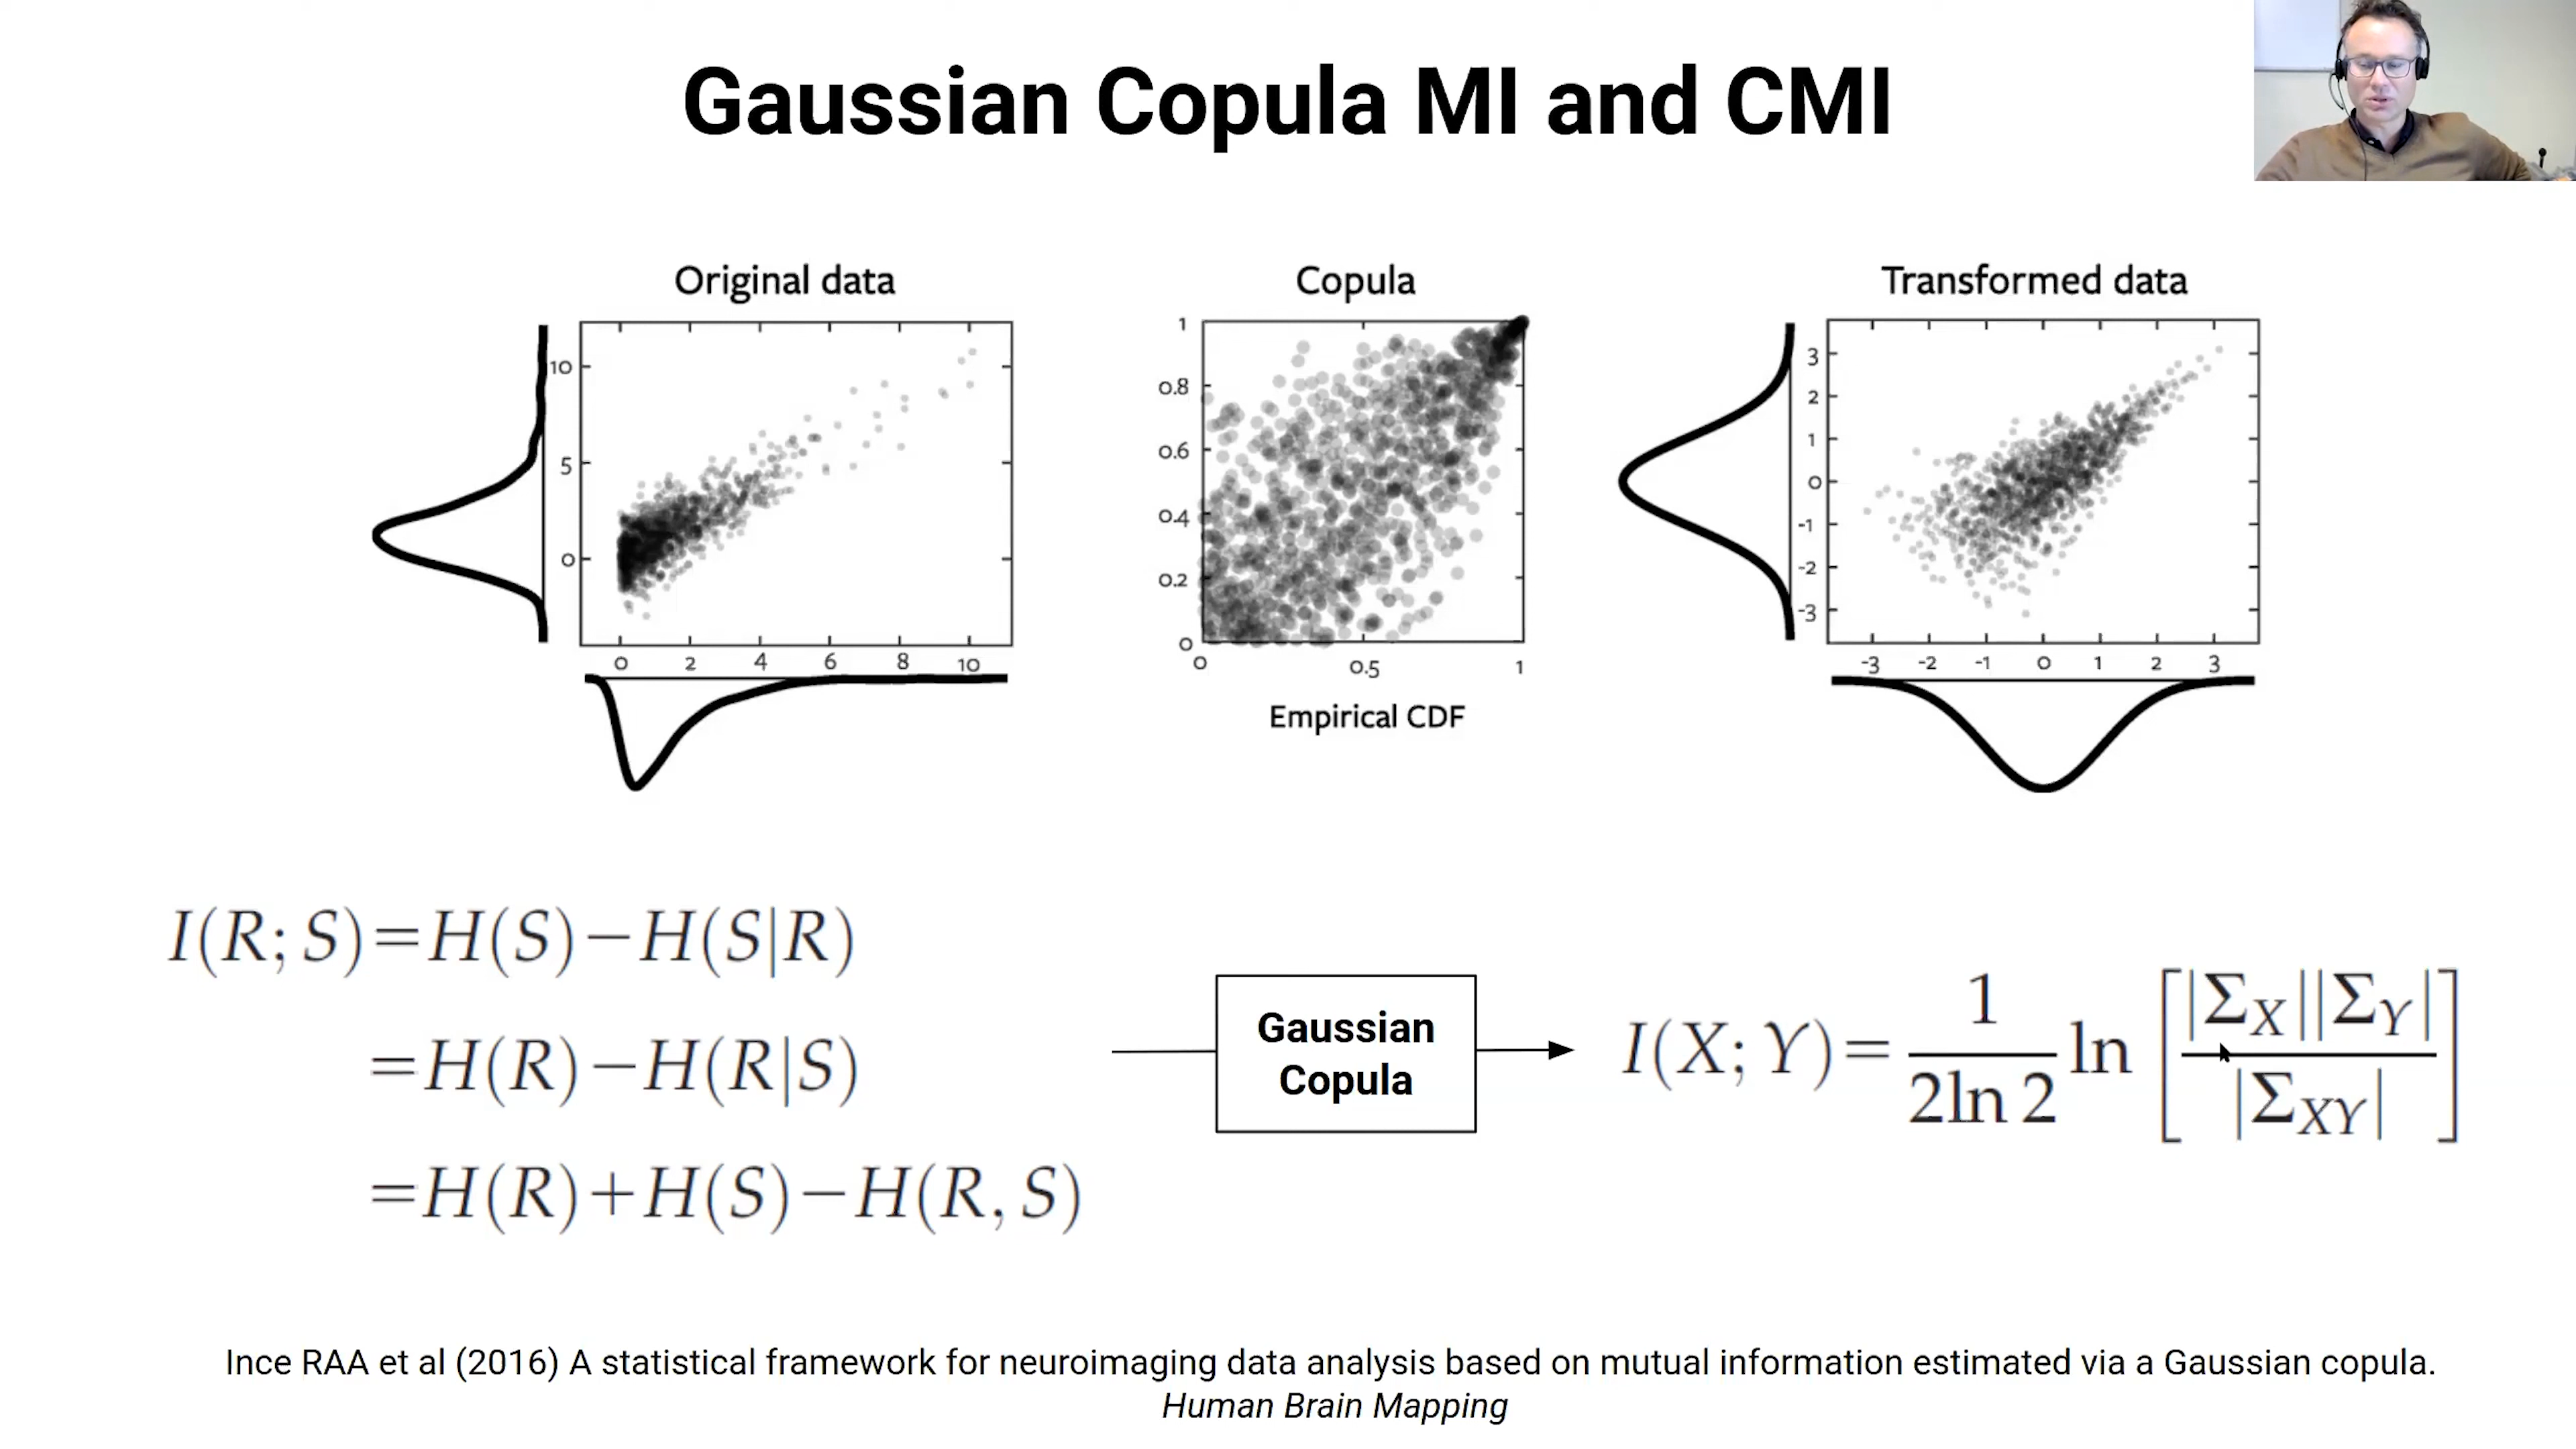 Gaussian Copula MI and CMI
Original data
10
5
0
0 2 4 6 8 10
Copula
1
0.8
0.6
0.4
0.2
0
0 0.5 1
Empirical CDF
Transformed data
3
2
1
0
-1
-2
-3
-3 -2 -1 0 1 2 3
I(R; S)=H(S)−H(S|R)
=H(R)−H(R|S)
=H(R)+H(S)−H(R, S)
Gaussian
Copula
I(X; Y)= 1 / 2ln 2 ln [ |Σ_X||Σ_Y| / |Σ_XY| ]
Ince RAA et al (2016) A statistical framework for neuroimaging data analysis based on mutual information estimated via a Gaussian copula.
Human Brain Mapping